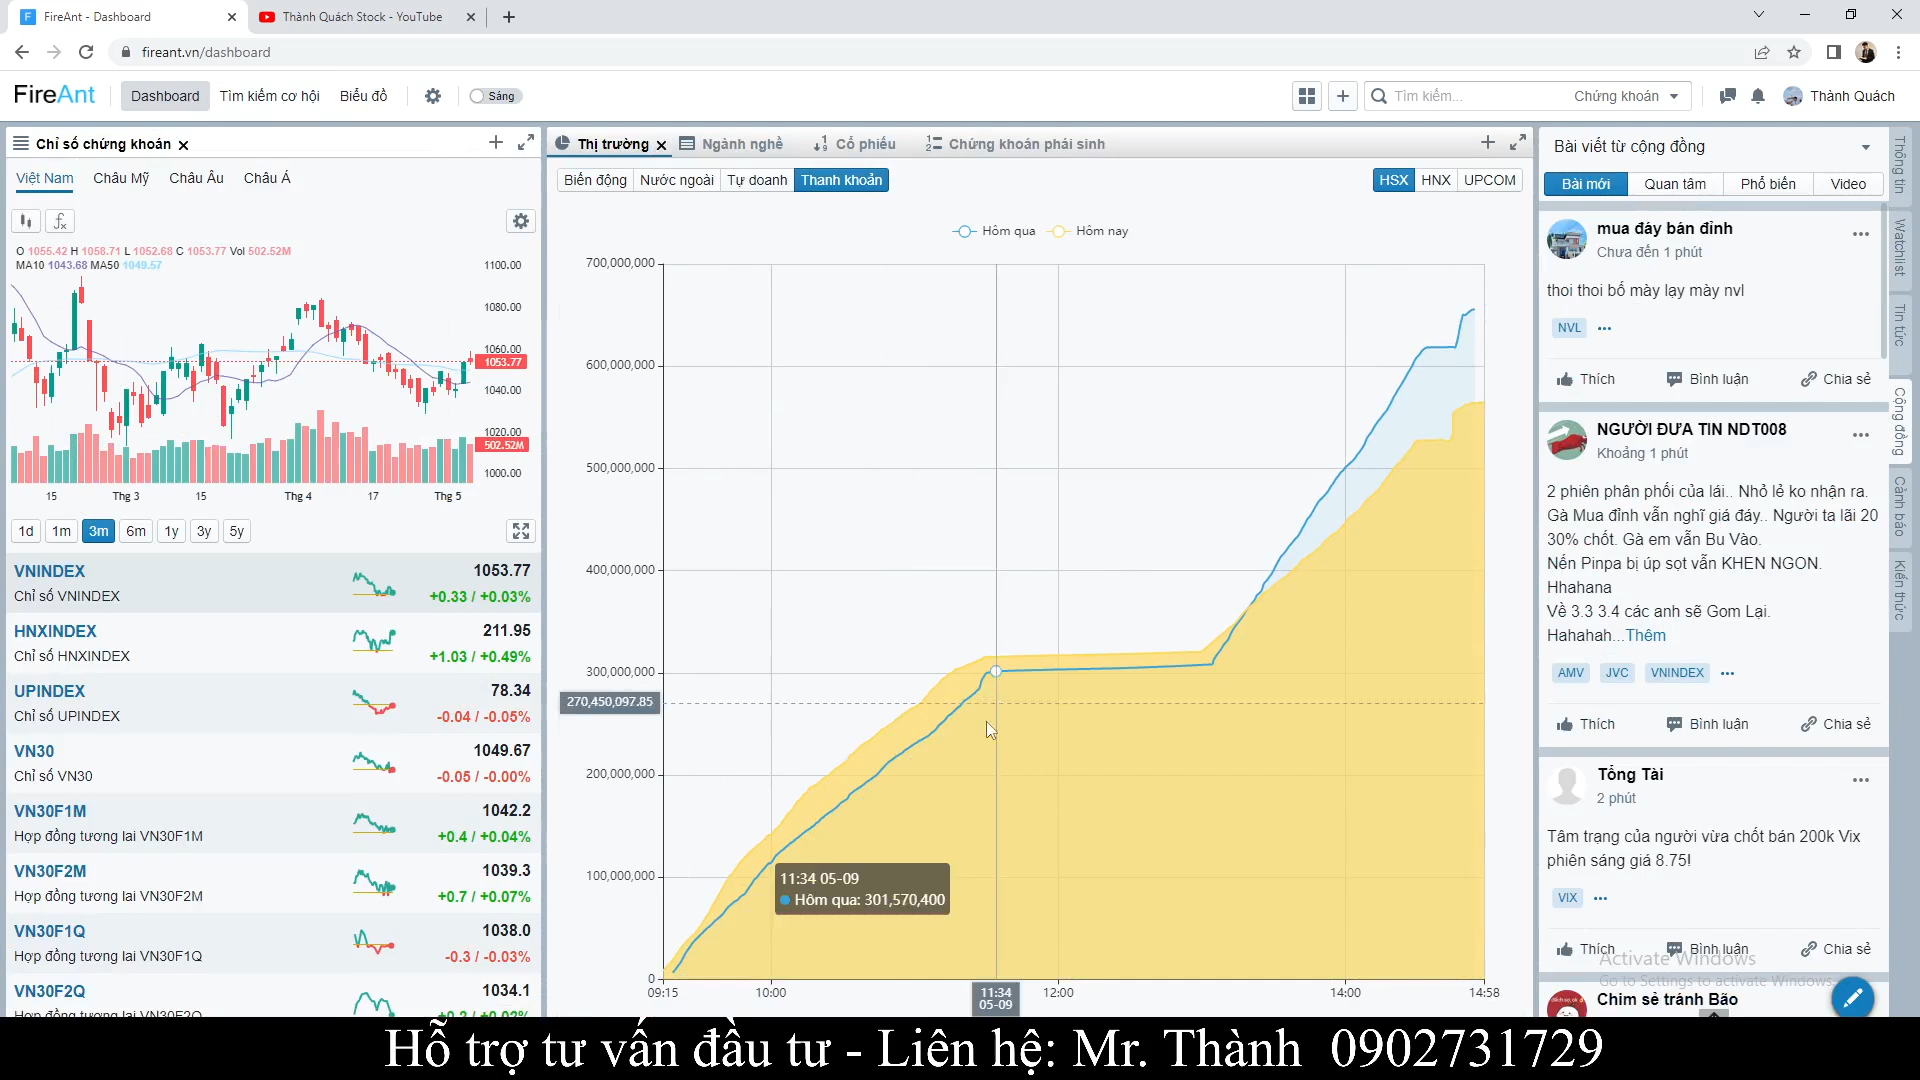 FireAnt - Dashboard
Thành Quách Stock - YouTube
fireant.vn/dashboard
FireAnt
Dashboard
Tìm kiếm cơ hội
Biểu đồ
Sáng
Tìm kiếm...
Chứng khoán
Thành Quách
Chỉ số chứng khoán
Việt Nam
Châu Mỹ
Châu Âu
Châu Á
O 1055.42 H 1058.71 L 1052.68 C 1053.77 Vol 502.52M
MA10 1043.68 MA50 1049.57
1100.00
1080.00
1060.00
1053.77
1040.00
1020.00
502.52M
1000.00
15
Thg 3
15
Thg 4
17
Thg 5
1d
1m
3m
6m
1y
3y
5y
VNINDEX
1053.77
Chỉ số VNINDEX
+0.33 / +0.03%
HNXINDEX
211.95
Chỉ số HNXINDEX
+1.03 / +0.49%
UPINDEX
78.34
Chỉ số UPINDEX
-0.04 / -0.05%
VN30
1049.67
Chỉ số VN30
-0.05 / -0.00%
VN30F1M
1042.2
Hợp đồng tương lai VN30F1M
+0.4 / +0.04%
VN30F2M
1039.3
Hợp đồng tương lai VN30F2M
+0.7 / +0.07%
VN30F1Q
1038.0
Hợp đồng tương lai VN30F1Q
-0.3 / -0.03%
VN30F2Q
1034.1
Hợp đồng tương lai VN30F2Q
+0.2 / +0.02%
Thị trường
Ngành nghề
Cổ phiếu
Chứng khoán phái sinh
Biến động
Nước ngoài
Tự doanh
Thanh khoản
HSX
HNX
UPCOM
Hôm qua
Hôm nay
700,000,000
600,000,000
500,000,000
400,000,000
300,000,000
270,450,097.85
200,000,000
100,000,000
0
11:34 05-09
Hôm qua: 301,570,400
09:15
10:00
11:34
05-09
12:00
14:00
14:58
Bài viết từ cộng đồng
Bài mới
Quan tâm
Phổ biến
Video
mua đáy bán đỉnh
Chưa đến 1 phút
thoi thoi bố mày lạy mày nvl
NVL
Thích
Bình luận
Chia sẻ
NGƯỜI ĐƯA TIN NDT008
Khoảng 1 phút
2 phiên phân phối của lái.. Nhỏ lẻ ko nhận ra.
Gà Mua đỉnh vẫn nghĩ giá đáy.. Người ta lãi 20
30% chốt. Gà em vẫn Bu Vào.
Nến Pinpa bị úp sọt vẫn KHEN NGON.
Hhahana
Về 3.3 3.4 các anh sẽ Gom Lại.
Hahahah...Thêm
AMV
JVC
VNINDEX
Thích
Bình luận
Chia sẻ
Tổng Tài
2 phút
Tâm trạng của người vừa chốt bán 200k Vix
phiên sáng giá 8.75!
VIX
Thích
Bình luận
Chia sẻ
Activate Windows
Go to Settings to activate Windows.
Chim sẻ tránh Bão
Thông tin
Watchlist
Tin tức
Cộng đồng
Cảnh báo
Kiến thức
Hỗ trợ tư vấn đầu tư - Liên hệ: Mr. Thành 0902731729